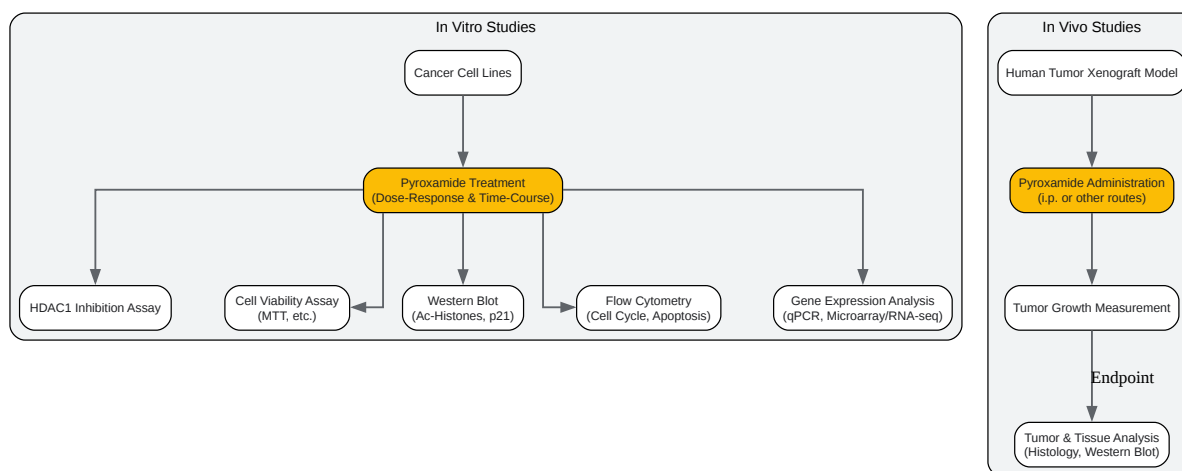 In Vitro Studies
Cancer Cell Lines
Pyroxamide Treatment
(Dose-Response & Time-Course)
HDAC1 Inhibition Assay
Cell Viability Assay
(MTT, etc.)
Western Blot
(Ac-Histones, p21)
Flow Cytometry
(Cell Cycle, Apoptosis)
Gene Expression Analysis
(qPCR, Microarray/RNA-seq)
In Vivo Studies
Human Tumor Xenograft Model
Pyroxamide Administration
(i.p. or other routes)
Tumor Growth Measurement
Endpoint
Tumor & Tissue Analysis
(Histology, Western Blot)